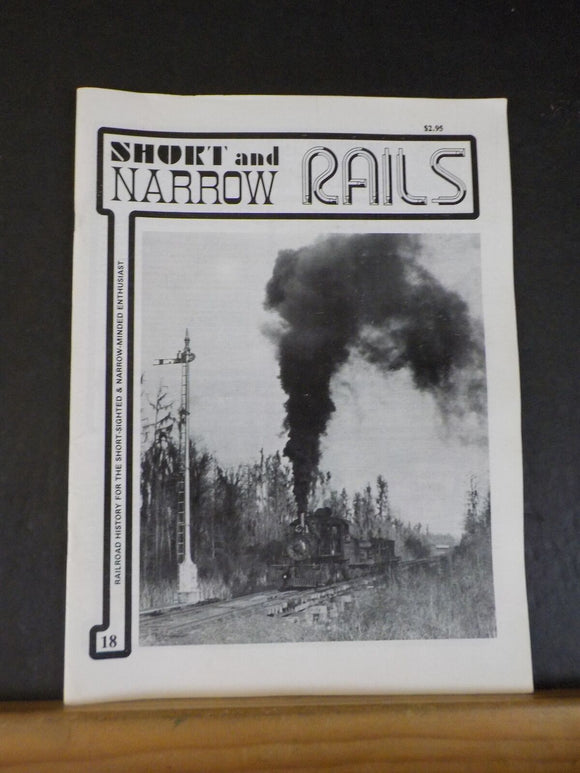 $2.95
SHORT and
NARROW RAILS
RAILROAD HISTORY FOR THE SHORT-SIGHTED & NARROW-MINDED ENTHUSIAST
18